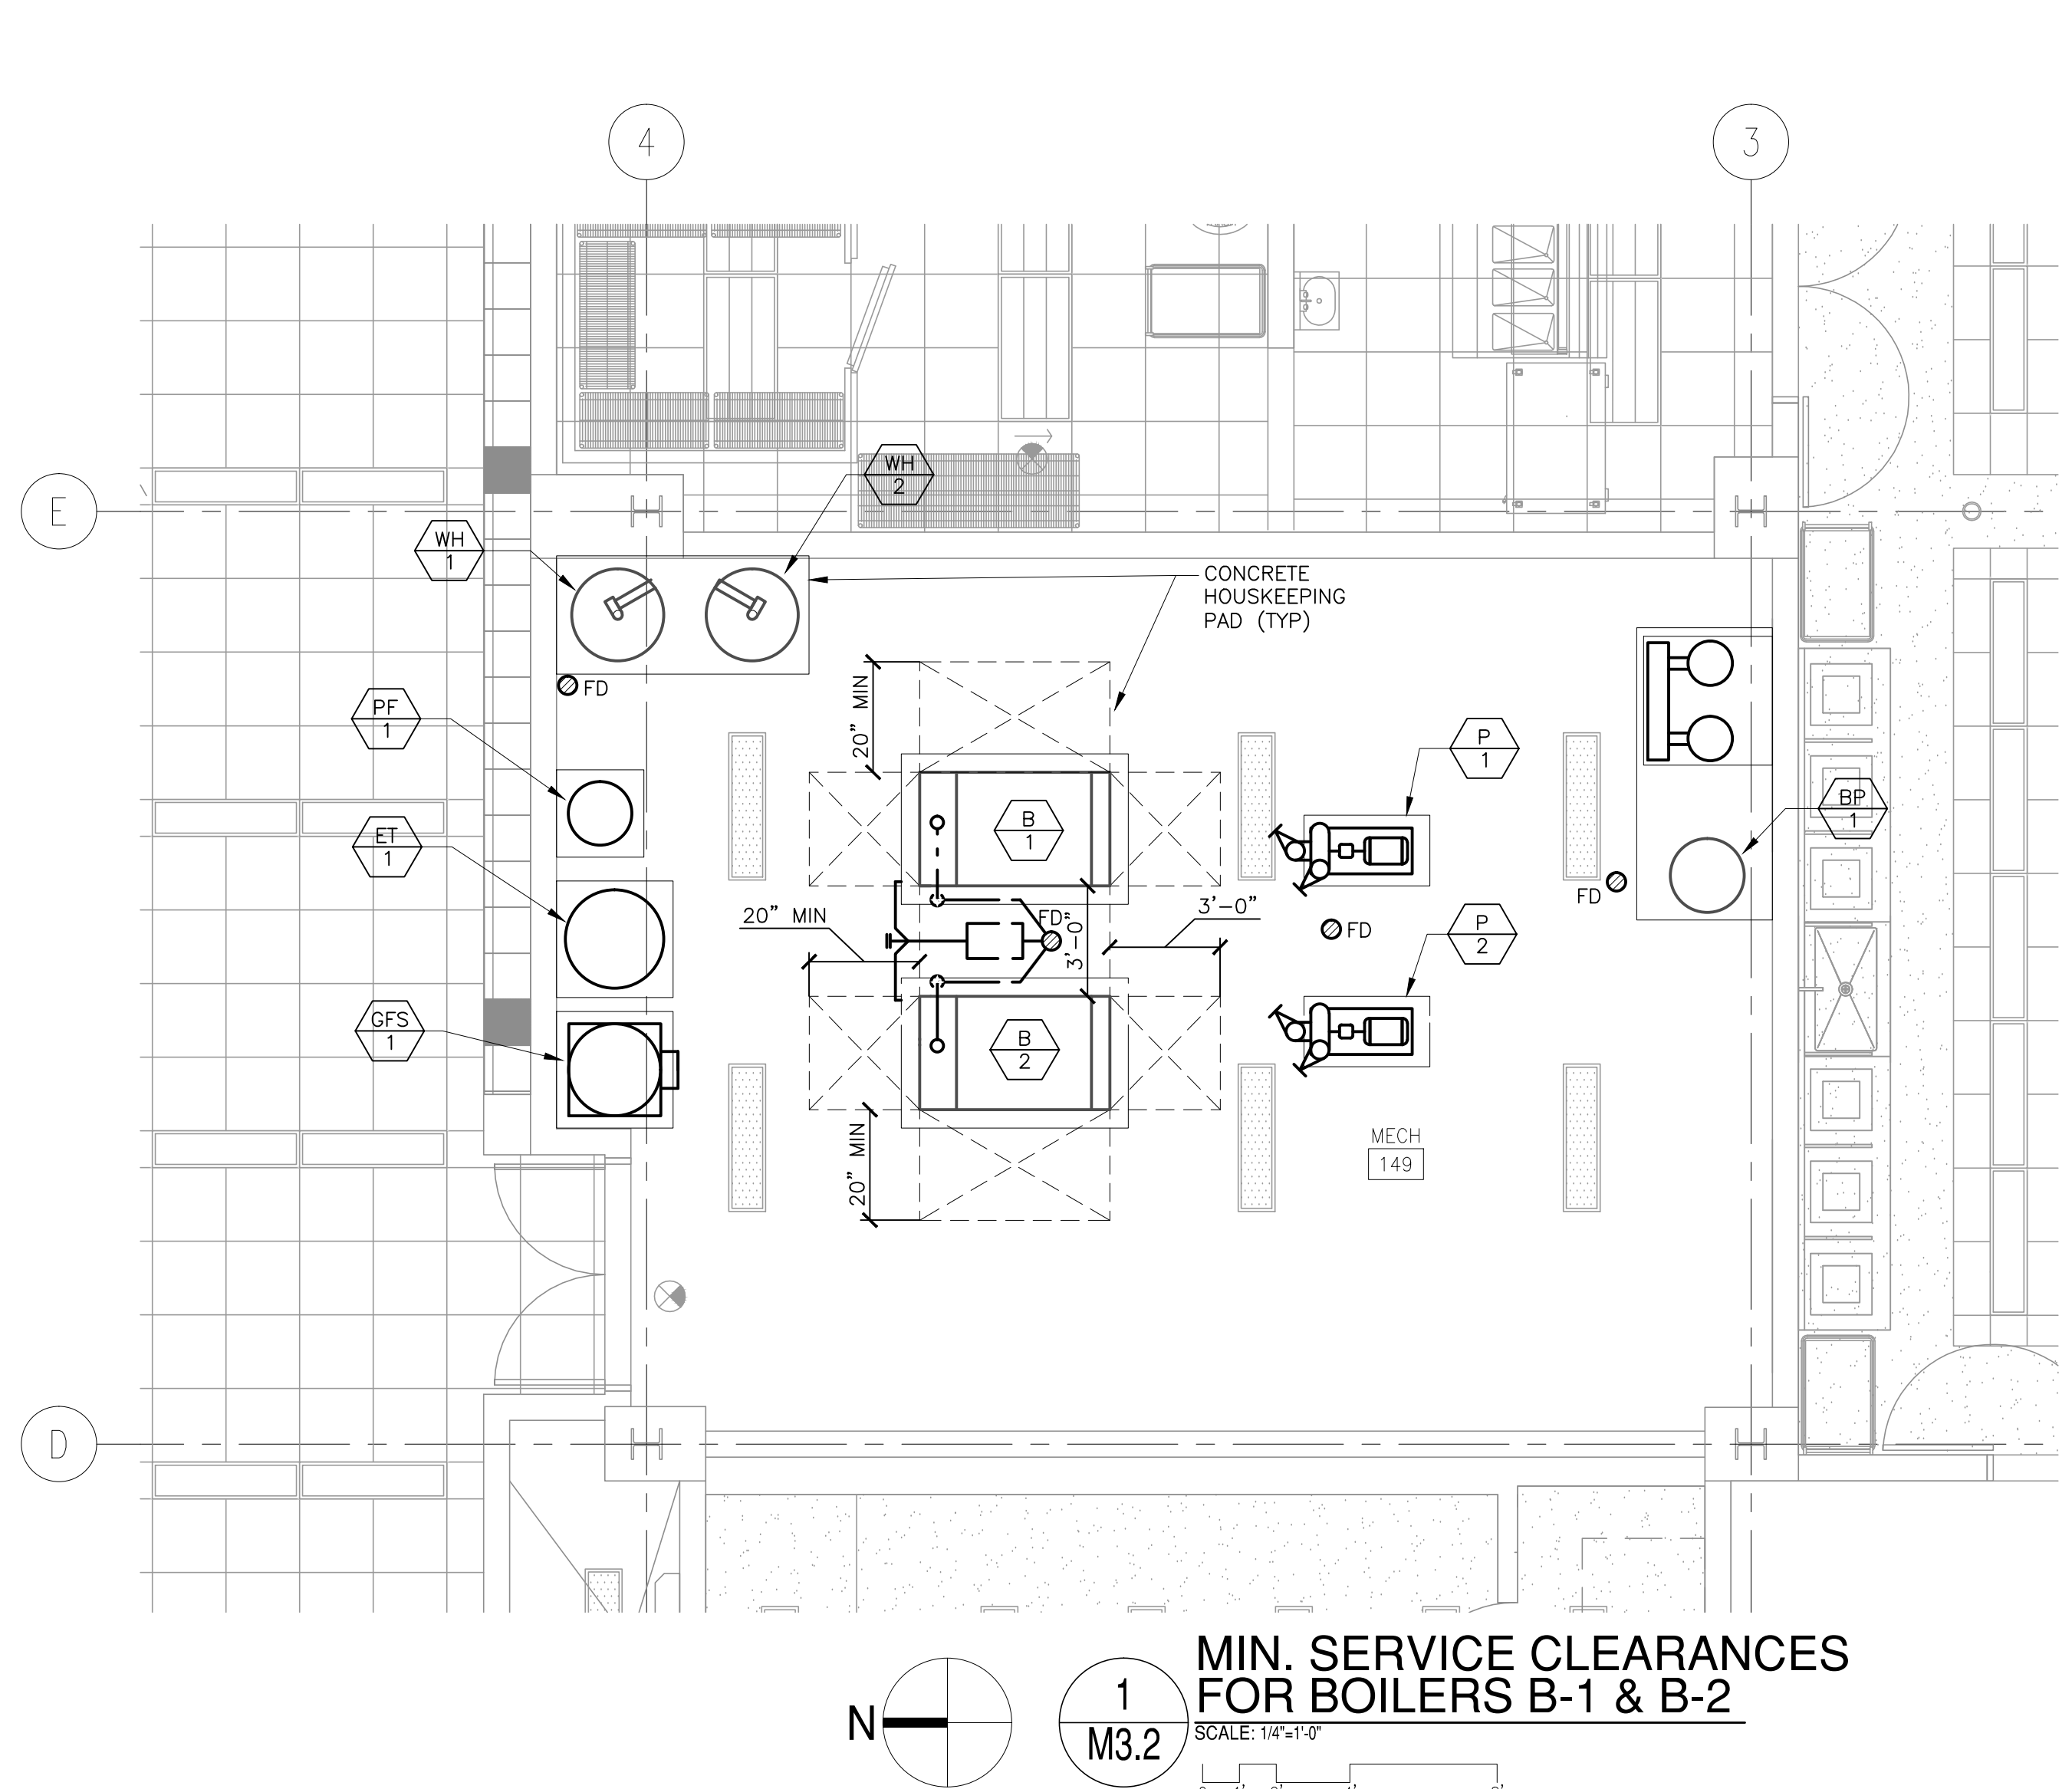 4
3
E
WH
2
WH
1
CONCRETE
HOUSKEEPING
PAD (TYP)
FD
20" MIN
PF
1
P
1
BP
1
B
1
ET
1
FD
20" MIN
FD
3'-0"
3'-0"
FD
P
2
GFS
1
B
2
MECH
149
20" MIN
D
MIN. SERVICE CLEARANCES
FOR BOILERS B-1 & B-2
SCALE: 1/4"=1'-0"
N
1
M3.2